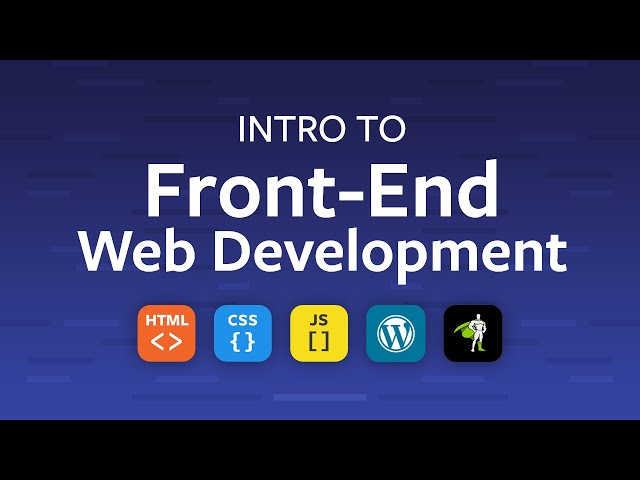 INTRO TO
Front-End
Web Development
HTML CSS JS
<> {} [] W